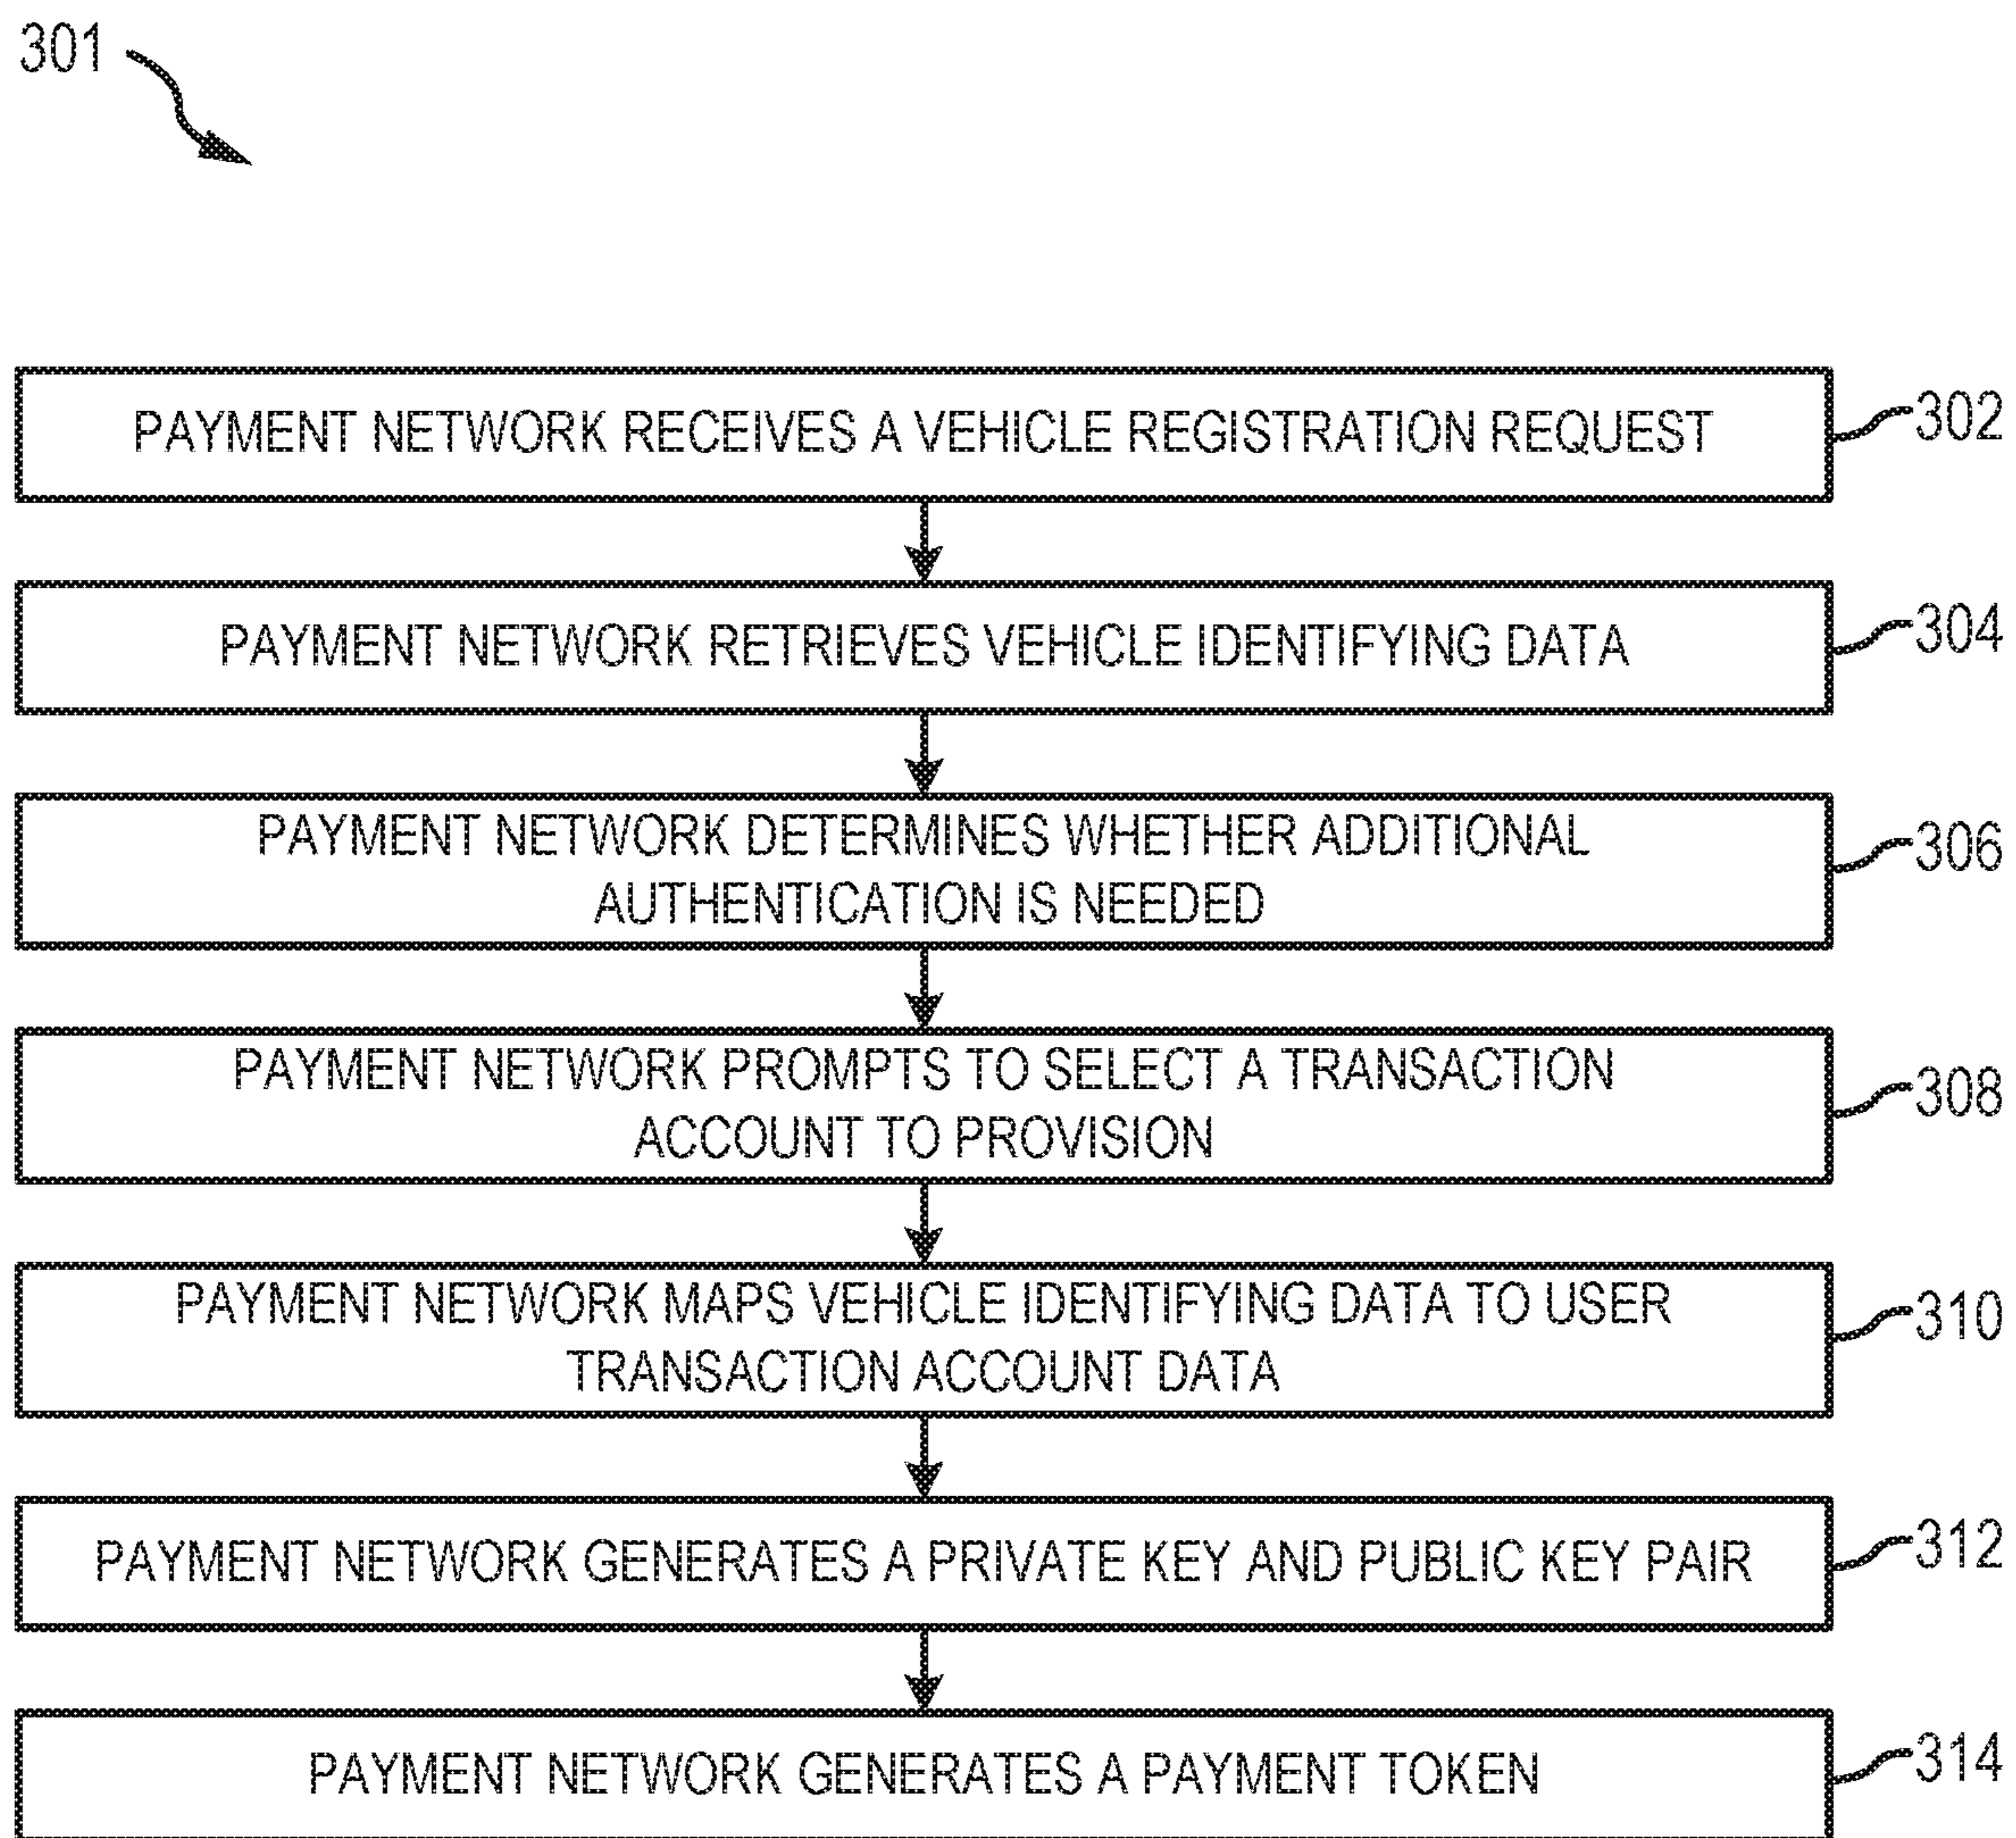 301
PAYMENT NETWORK RECEIVES A VEHICLE REGISTRATION REQUEST
302
PAYMENT NETWORK RETRIEVES VEHICLE IDENTIFYING DATA
304
PAYMENT NETWORK DETERMINES WHETHER ADDITIONAL
AUTHENTICATION IS NEEDED
306
PAYMENT NETWORK PROMPTS TO SELECT A TRANSACTION
ACCOUNT TO PROVISION
308
PAYMENT NETWORK MAPS VEHICLE IDENTIFYING DATA TO USER
TRANSACTION ACCOUNT DATA
310
PAYMENT NETWORK GENERATES A PRIVATE KEY AND PUBLIC KEY PAIR
312
PAYMENT NETWORK GENERATES A PAYMENT TOKEN
314